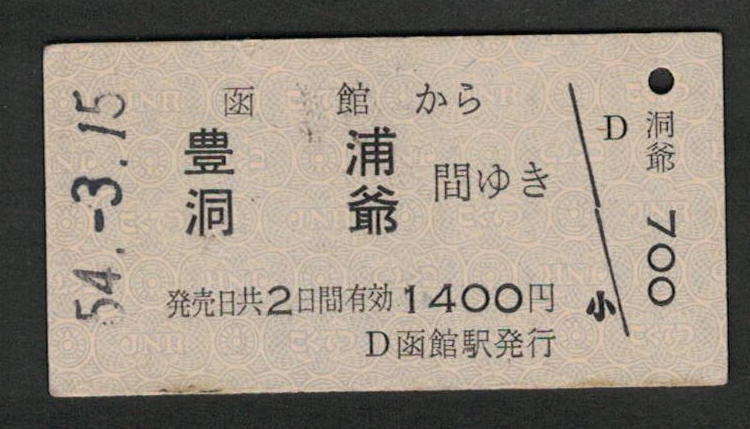 54.-3.15
函館から
豊浦
洞爺
間ゆき
発売日共2日間有効 1400円
D函館駅発行
D
小
洞爺
700